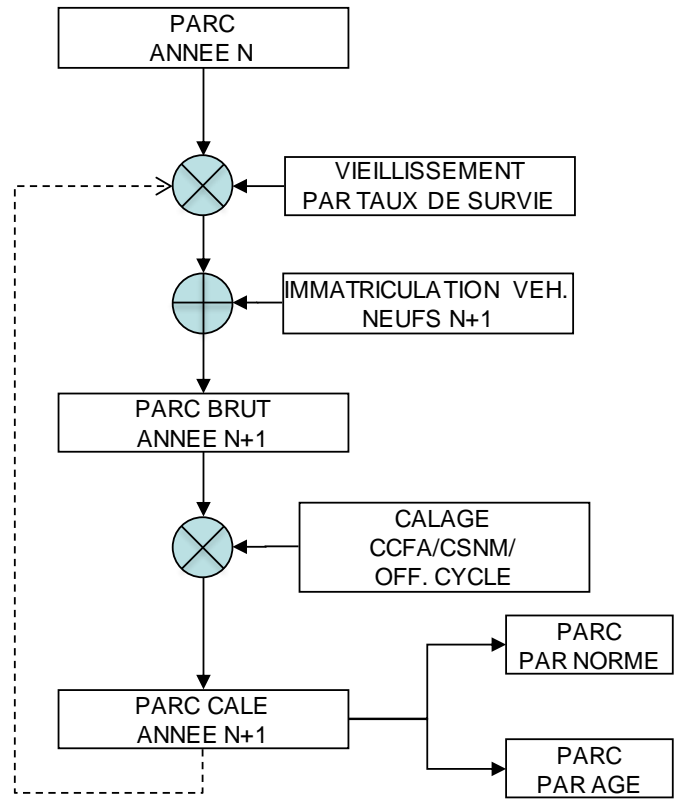 PARC
ANNEE N
VIEILLISSEMENT
PAR TAUX DE SURVIE
IMMATRICULATION VEH.
NEUFS N+1
PARC BRUT
ANNEE N+1
CALAGE
CCFA/CSNM/
OFF. CYCLE
PARC
PAR NORME
PARC CALE
ANNEE N+1
PARC
PAR AGE